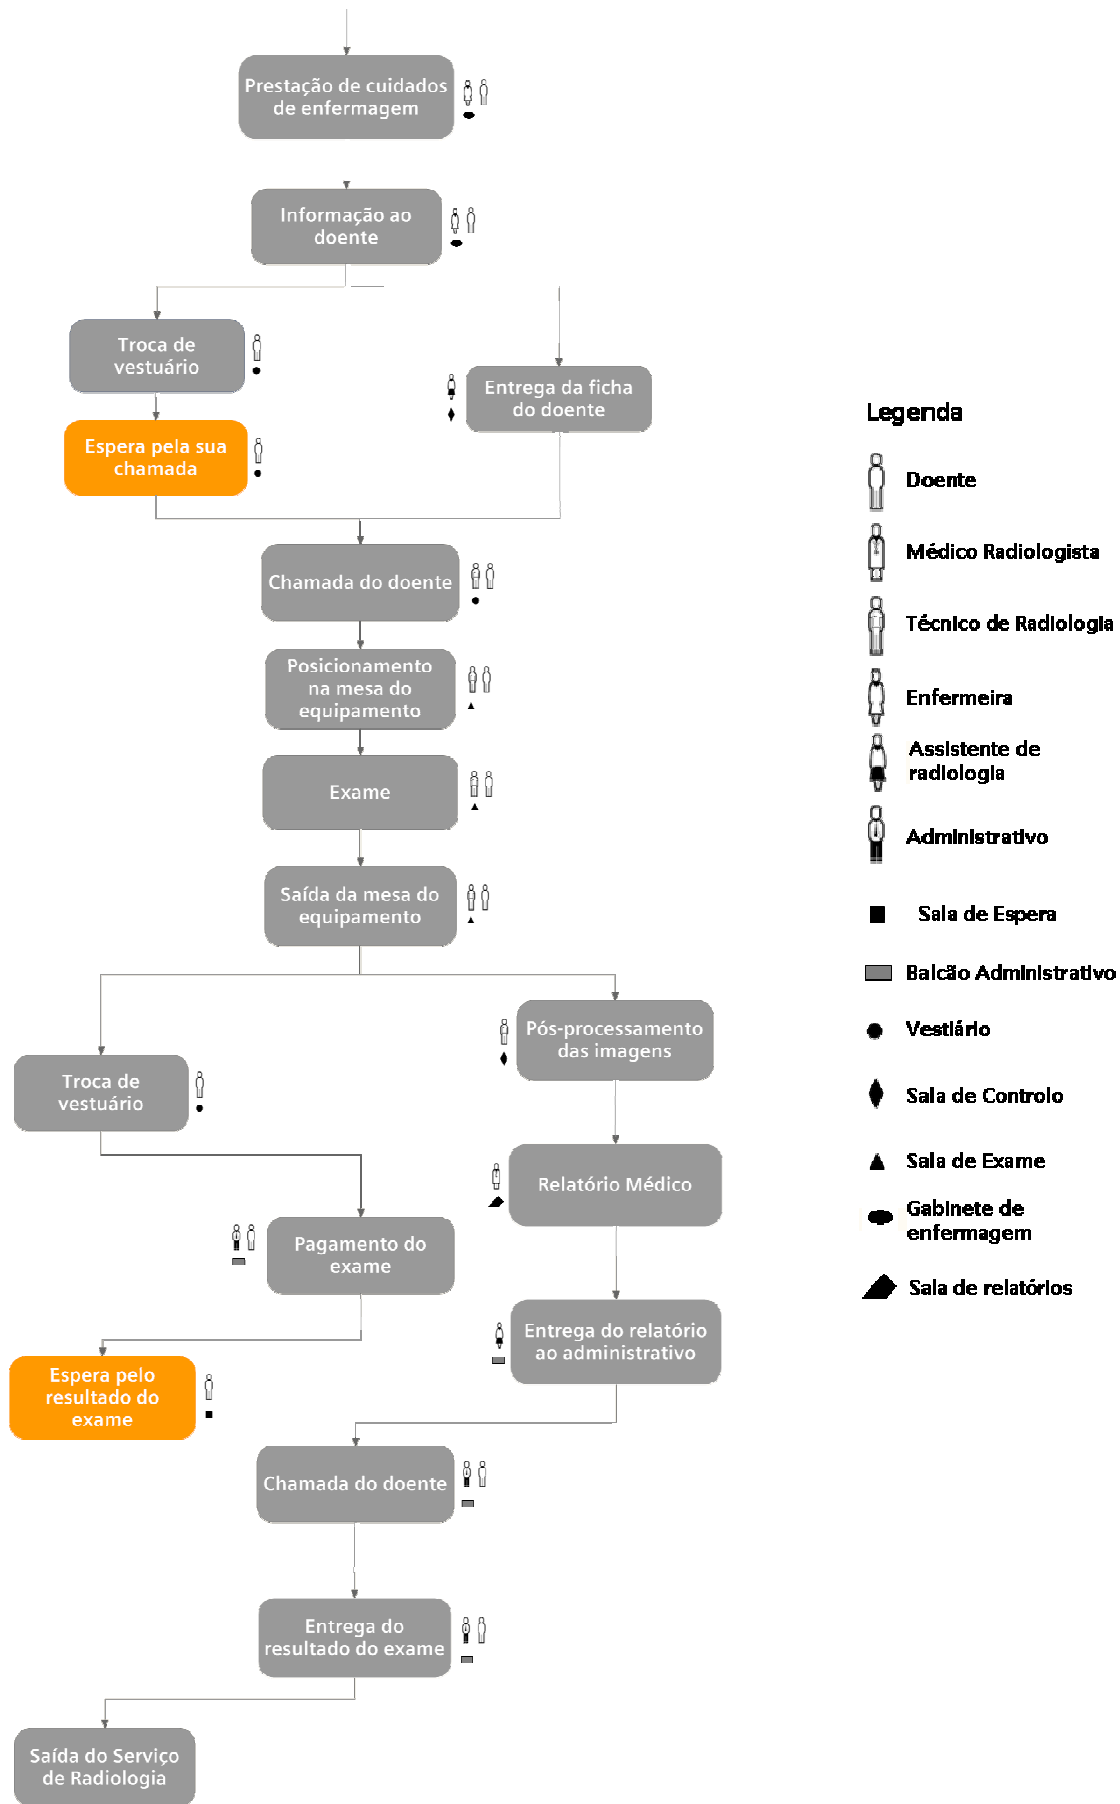 Prestação de cuidados
de enfermagem
Informação ao
doente
Troca de
vestuário
Entrega da ficha
do doente
Espera pela sua
chamada
Chamada do doente
Posicionamento
na mesa do
equipamento
Exame
Saída da mesa do
equipamento
Pós-processamento
das imagens
Troca de
vestuário
Relatório Médico
Pagamento do
exame
Entrega do relatório
ao administrativo
Espera pelo
resultado do
exame
Chamada do doente
Entrega do
resultado do exame
Saída do Serviço
de Radiologia
Legenda
Doente
Médico Radiologista
Técnico de Radiologia
Enfermeira
Assistente de
radiologia
Administrativo
Sala de Espera
Balcão Administrativo
Vestiário
Sala de Controlo
Sala de Exame
Gabinete de
enfermagem
Sala de relatórios